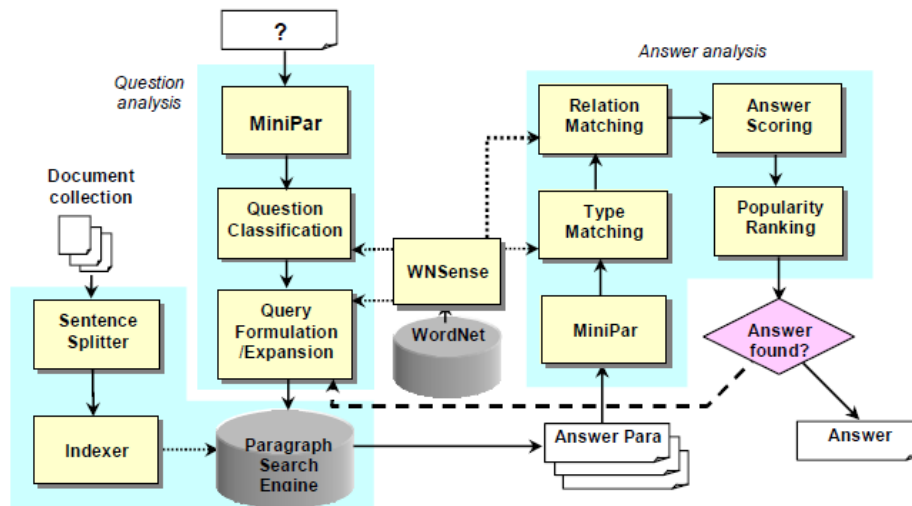 ?
Question
analysis
Answer analysis
MiniPar
Relation
Matching
Answer
Scoring
Document
collection
Question
Classification
Type
Matching
Popularity
Ranking
WNSense
Sentence
Splitter
Query
Formulation
/Expansion
WordNet
MiniPar
Answer
found?
Indexer
Paragraph
Search
Engine
Answer Para
Answer